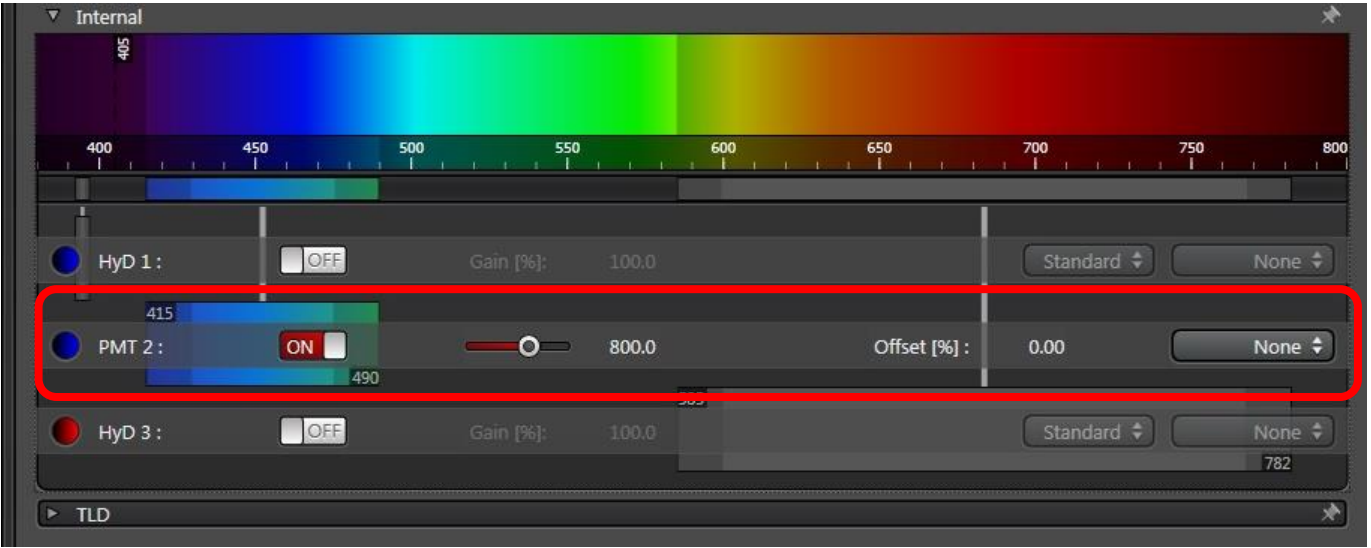 Internal
405
400 450 500 550 600 650 700 750 800
HyD 1 : OFF Gain [%]: 100.0 Standard None
415
PMT 2 : ON 800.0 Offset [%] : 0.00 None
490
HyD 3 : OFF Gain [%]: 100.0 Standard None
782
TLD